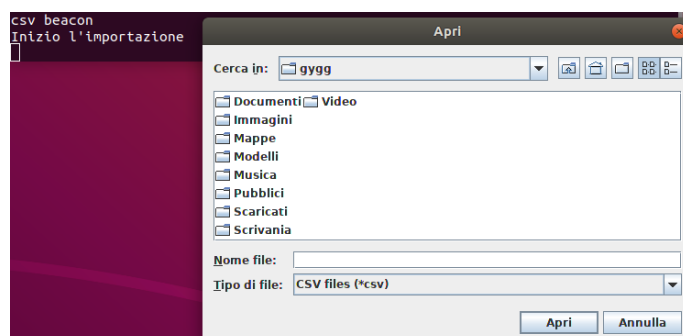 csv beacon
Inizio l'importazione
Apri
Cerca in: gygg
Documenti Video
Immagini
Mappe
Modelli
Musica
Pubblici
Scaricati
Scrivania
Nome file:
Tipo di file: CSV files (*csv)
Apri Annulla